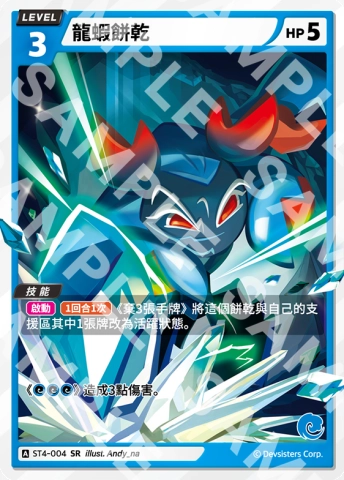 LEVEL
3
龍蝦餅乾
HP 5
技能
啟動 1回合1次 《棄3張手牌》將這個餅乾與自己的支
援區其中1張牌改為活躍狀態。
《》造成3點傷害。
A ST4-004 SR illust. Andy_na
© Devsisters Corp.
SAMPLE